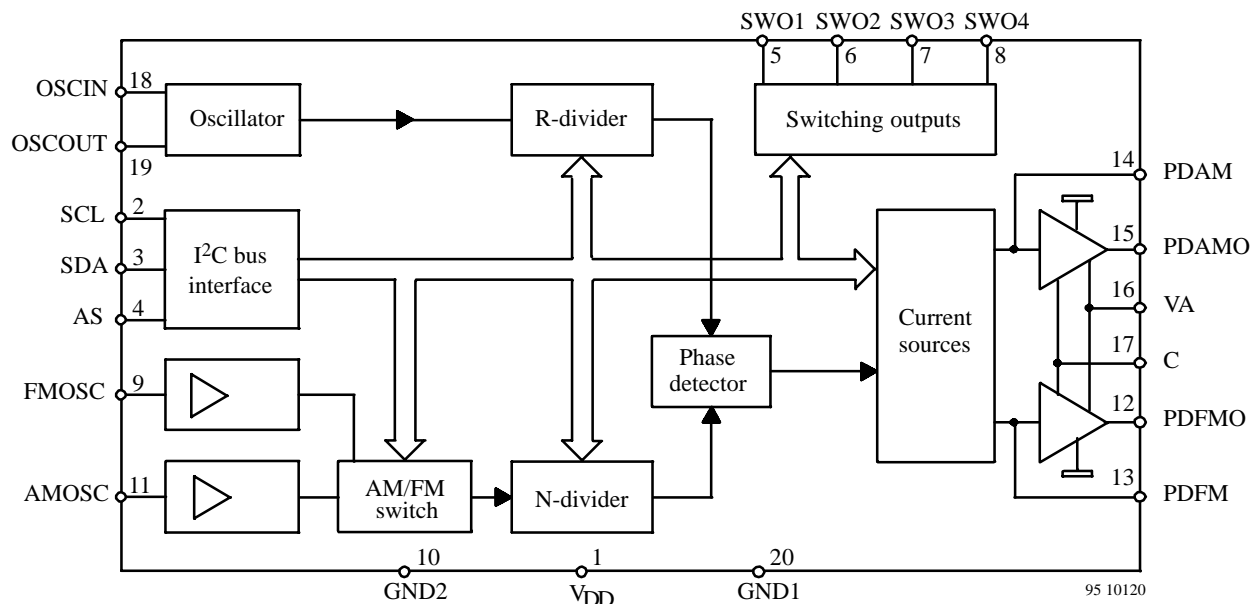 SWO1 SWO2 SWO3 SWO4
5 6 7 8
OSCIN 18
OSCOUT
19
Oscillator
R-divider
Switching outputs
14 PDAM
SCL 2
SDA 3
AS 4
I²C bus
interface
15 PDAMO
16 VA
17 C
Current
sources
Phase
detector
FMOSC 9
12 PDFMO
AMOSC 11
AM/FM
switch
N-divider
13 PDFM
10 1 20
GND2 VDD GND1
95 10120